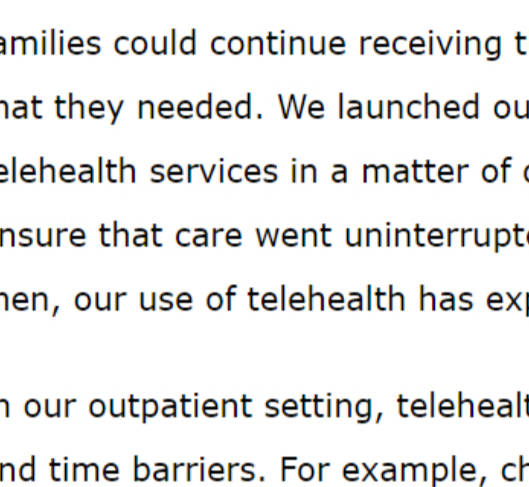 amilies could continue receiving t
hat they needed. We launched ou
elehealth services in a matter of
nsure that care went uninterrupt
hen, our use of telehealth has exp
n our outpatient setting, telehealt
nd time barriers. For example, ch